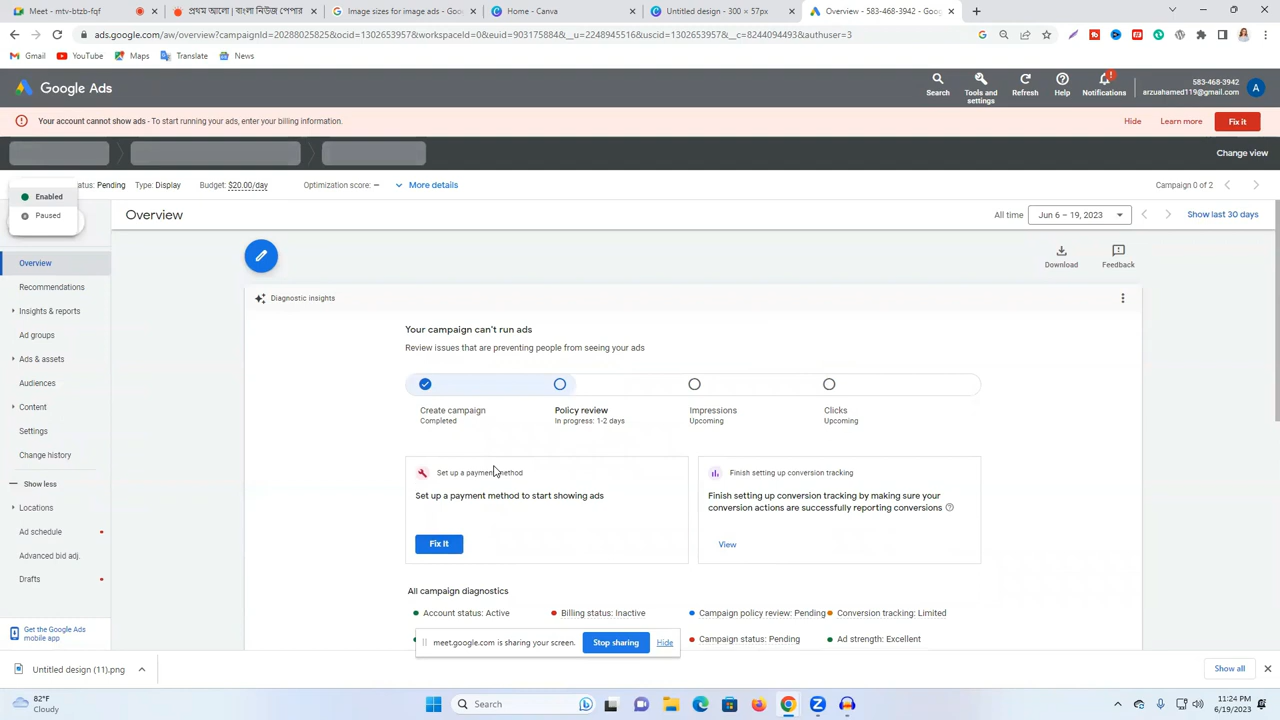 Meet - mtv-btzb-fqf
প্রথম আলো | বাংলা নিউজ পেপার
Image sizes for image ads - Goo
Home - Canva
Untitled design - 300 × 57px
Overview - 583-468-3942 - Goog
ads.google.com/aw/overview?campaignId=20288025825&ocid=1302653957&workspaceId=0&euid=903175884&__u=2248945516&uscid=1302653957&__c=8244094493&authuser=3
Gmail
YouTube
Maps
Translate
News
Google Ads
Search
Tools and
settings
Refresh
Help
Notifications
583-468-3942
arzuahamed119@gmail.com
A
Your account cannot show ads - To start running your ads, enter your billing information.
Hide
Learn more
Fix it
Change view
Enabled
Paused
atus: Pending
Type: Display
Budget: $20.00/day
Optimization score: –
More details
Campaign 0 of 2
Overview
All time
Jun 6 – 19, 2023
Show last 30 days
Overview
Recommendations
Insights & reports
Ad groups
Ads & assets
Audiences
Content
Settings
Change history
Show less
Locations
Ad schedule
Advanced bid adj.
Drafts
Get the Google Ads
mobile app
Download
Feedback
Diagnostic insights
Your campaign can't run ads
Review issues that are preventing people from seeing your ads
Create campaign
Completed
Policy review
In progress: 1-2 days
Impressions
Upcoming
Clicks
Upcoming
Set up a payment method
Set up a payment method to start showing ads
Fix It
Finish setting up conversion tracking
Finish setting up conversion tracking by making sure your
conversion actions are successfully reporting conversions
View
All campaign diagnostics
Account status: Active
Billing status: Inactive
Campaign policy review: Pending
Conversion tracking: Limited
Campaign status: Pending
Ad strength: Excellent
meet.google.com is sharing your screen.
Stop sharing
Hide
Untitled design (11).png
Show all
82°F
Cloudy
Search
11:24 PM
6/19/2023